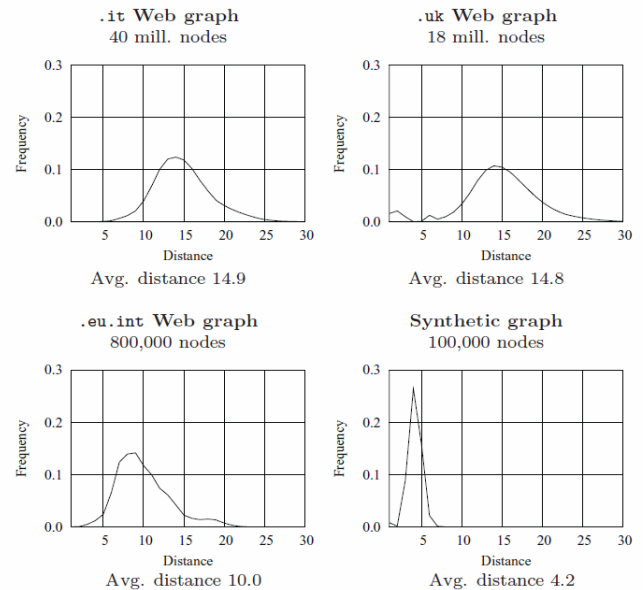 .it Web graph
40 mill. nodes
0.3
0.2
0.1
0.0
Frequency
5 10 15 20 25 30
Distance
Avg. distance 14.9
.uk Web graph
18 mill. nodes
0.3
0.2
0.1
0.0
Frequency
5 10 15 20 25 30
Distance
Avg. distance 14.8
.eu.int Web graph
800,000 nodes
0.3
0.2
0.1
0.0
Frequency
5 10 15 20 25 30
Distance
Avg. distance 10.0
Synthetic graph
100,000 nodes
0.3
0.2
0.1
0.0
Frequency
5 10 15 20 25 30
Distance
Avg. distance 4.2